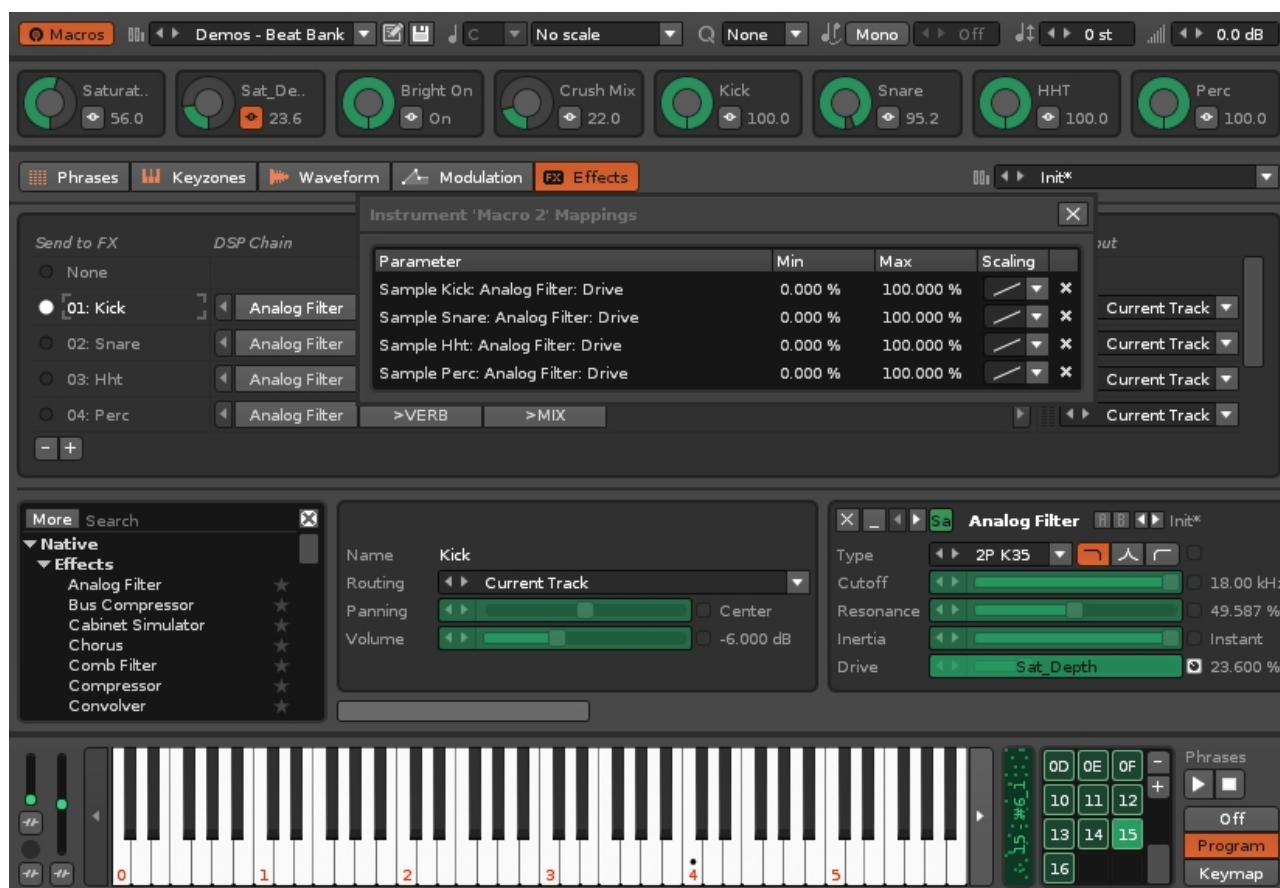 Macros Demos - Beat Bank C No scale None Mono Off 0 st 0.0 dB
Saturat.. Sat_De.. Bright On Crush Mix Kick Snare HHT Perc
56.0 23.6 On 22.0 100.0 95.2 100.0 100.0
Phrases Keyzones Waveform Modulation FX Effects Init*
Instrument 'Macro 2' Mappings
Send to FX DSP Chain
Parameter Min Max Scaling
None
Sample Kick: Analog Filter: Drive 0.000 % 100.000 %
01: Kick Analog Filter Current Track
Sample Snare: Analog Filter: Drive 0.000 % 100.000 %
02: Snare Analog Filter Current Track
Sample Hht: Analog Filter: Drive 0.000 % 100.000 %
03: Hht Analog Filter Current Track
Sample Perc: Analog Filter: Drive 0.000 % 100.000 %
04: Perc Analog Filter >VERB >MIX Current Track
More Search
Native
Effects
Analog Filter
Bus Compressor
Cabinet Simulator
Chorus
Comb Filter
Compressor
Convolver
Name Kick
Routing Current Track
Panning Center
Volume -6.000 dB
Sa Analog Filter A B Init*
Type 2P K35
Cutoff 18.00 kH
Resonance 49.587 %
Inertia Instant
Drive Sat_Depth 23.600 %
0 1 2 3 4 5
15: #6_1
0D 0E 0F
10 11 12
13 14 15
16
Phrases
Off
Program
Keymap